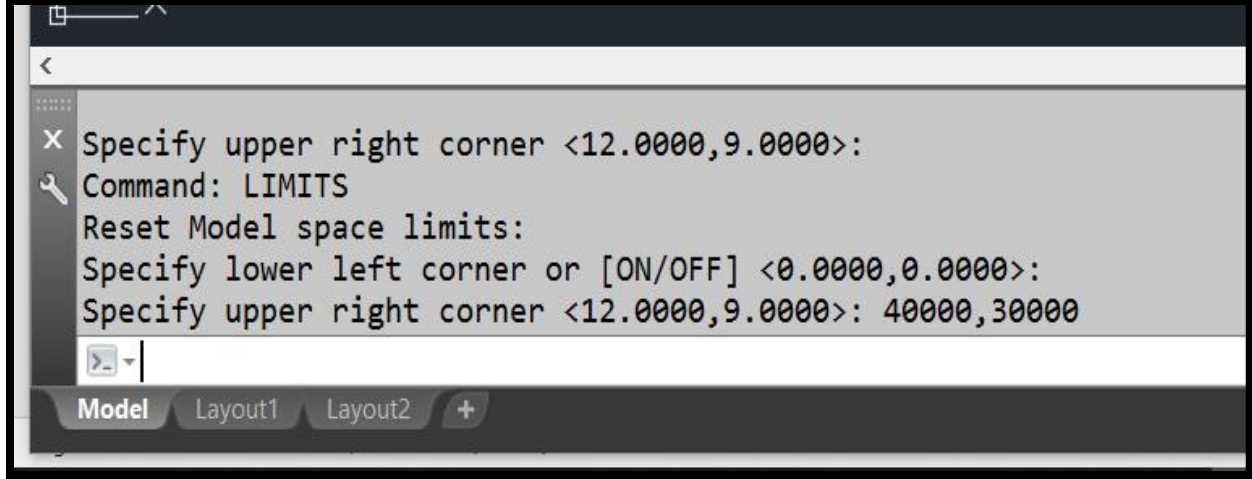 Specify upper right corner <12.0000,9.0000>:
Command: LIMITS
Reset Model space limits:
Specify lower left corner or [ON/OFF] <0.0000,0.0000>:
Specify upper right corner <12.0000,9.0000>: 40000,30000
Model Layout1 Layout2 +